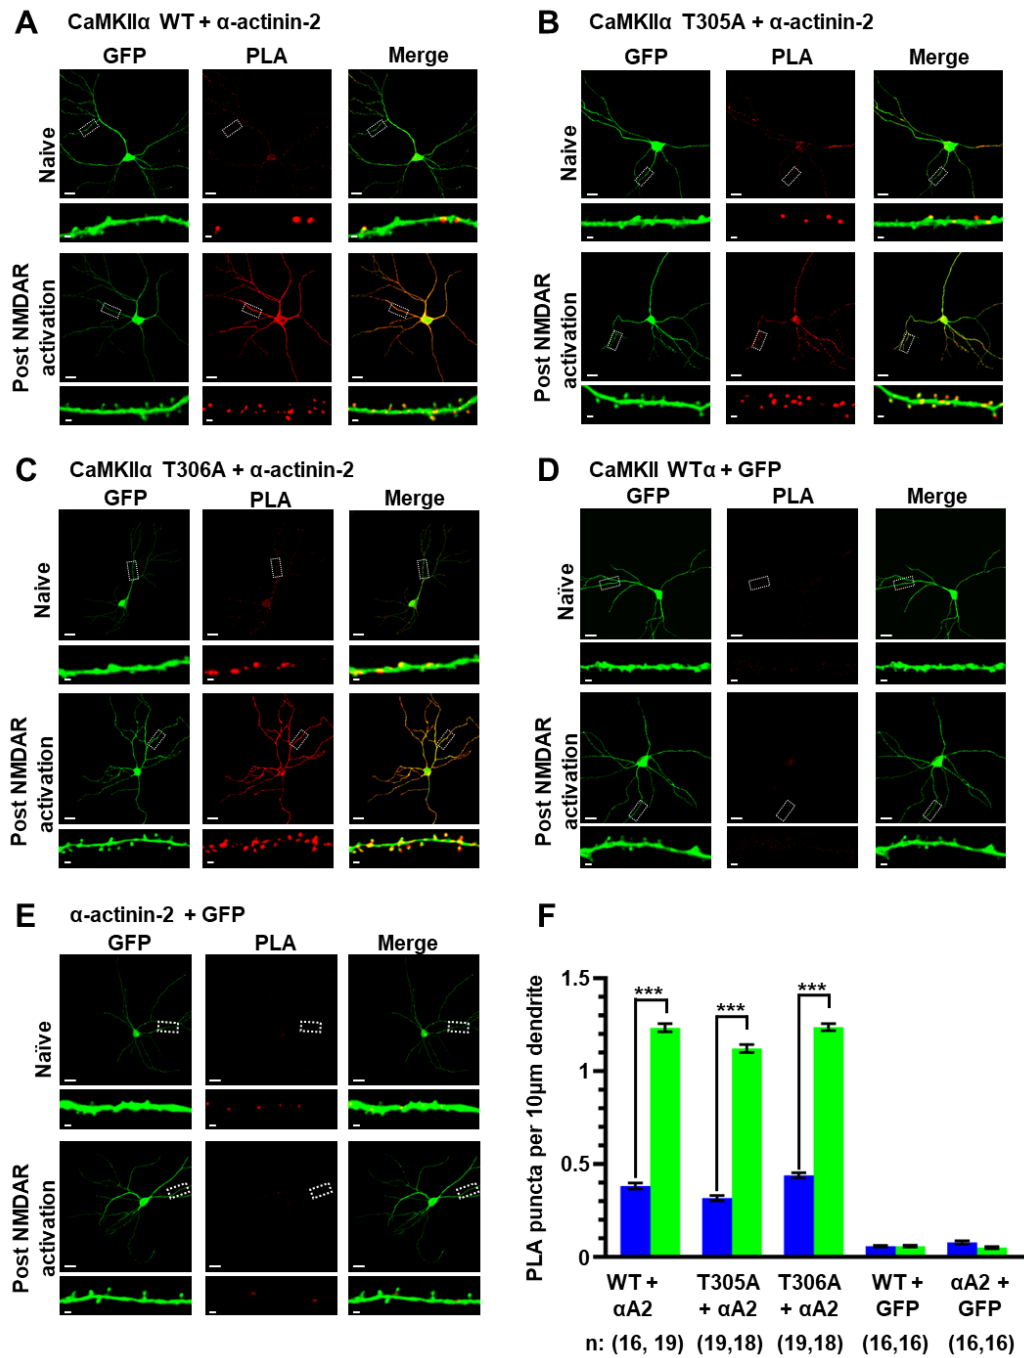 A CaMKIIα WT + α-actinin-2
GFP PLA Merge
Naïve
Post NMDAR
activation
B CaMKIIα T305A + α-actinin-2
GFP PLA Merge
Naive
Post NMDAR
activation
C CaMKIIα T306A + α-actinin-2
GFP PLA Merge
Naïve
Post NMDAR
activation
D CaMKII WTα + GFP
GFP PLA Merge
Naïve
Post NMDAR
activation
E α-actinin-2 + GFP
GFP PLA Merge
Naïve
Post NMDAR
activation
F
PLA puncta per 10µm dendrite
1.5
1
0.5
0
*** *** ***
WT + T305A T306A WT + αA2 +
αA2 + αA2 + αA2 GFP GFP
n: (16, 19) (19,18) (19,18) (16,16) (16,16)